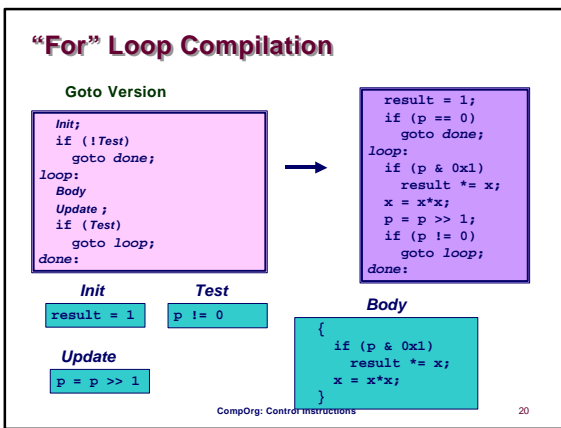 “For” Loop Compilation
Goto Version
Init;
if (!Test)
goto done;
loop:
Body
Update ;
if (Test)
goto loop;
done:
result = 1;
if (p == 0)
goto done;
loop:
if (p & 0x1)
result *= x;
x = x*x;
p = p >> 1;
if (p != 0)
goto loop;
done:
Init
result = 1
Test
p != 0
Body
{
if (p & 0x1)
result *= x;
x = x*x;
}
Update
p = p >> 1
CompOrg: Control Instructions
20